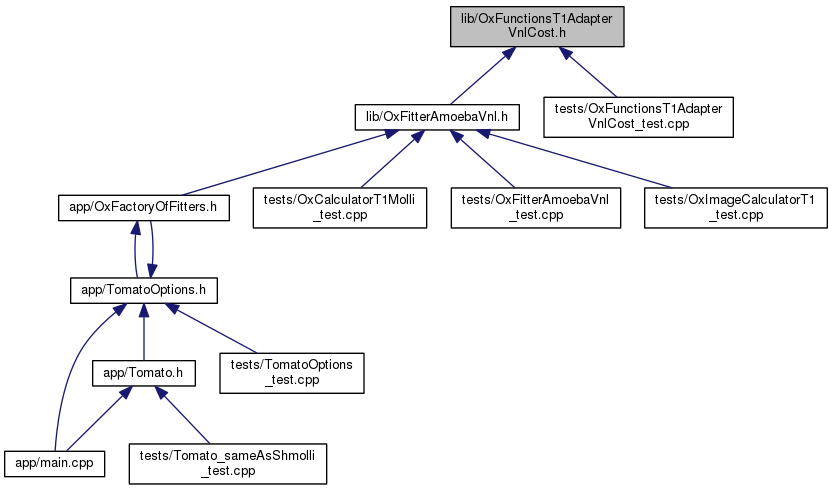 lib/OxFunctionsT1Adapter
VnlCost.h
lib/OxFitterAmoebaVnl.h
tests/OxFunctionsT1Adapter
VnlCost_test.cpp
app/OxFactoryOfFitters.h
tests/OxCalculatorT1Molli
_test.cpp
tests/OxFitterAmoebaVnl
_test.cpp
tests/OxImageCalculatorT1
_test.cpp
app/TomatoOptions.h
app/Tomato.h
tests/TomatoOptions
_test.cpp
app/main.cpp
tests/Tomato_sameAsShmolli
_test.cpp